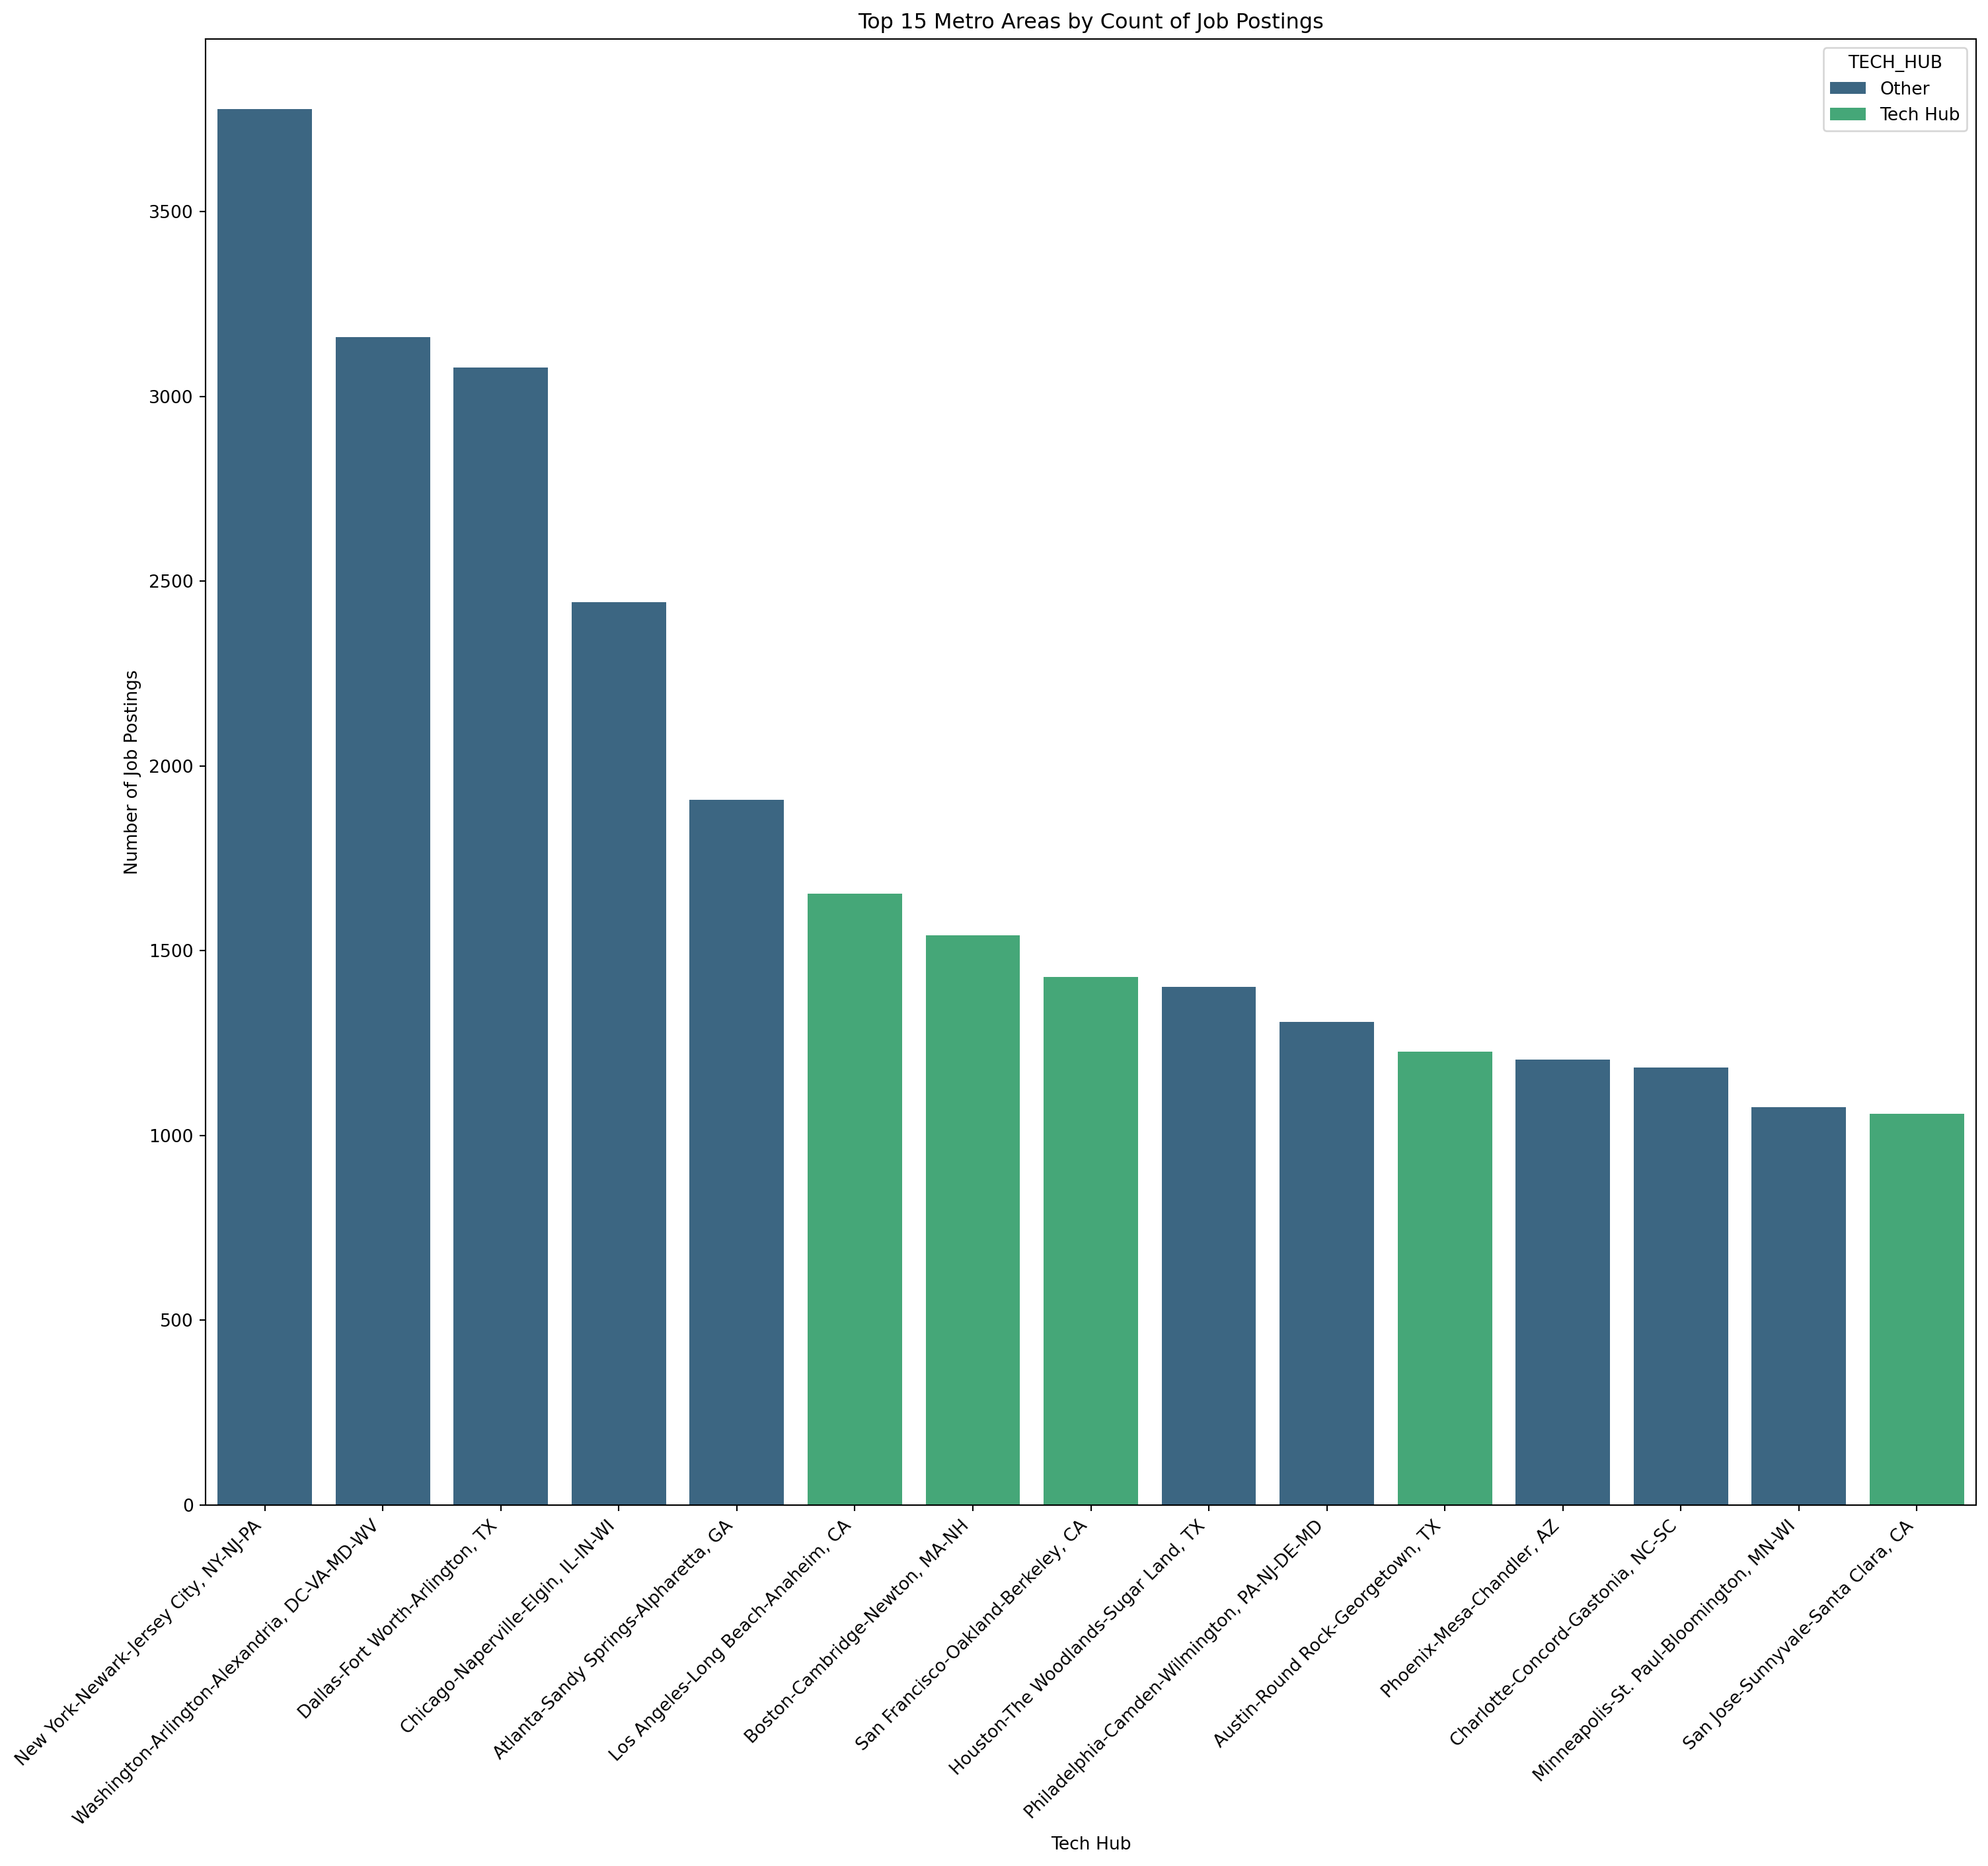 Top 15 Metro Areas by Count of Job Postings
TECH_HUB
Other
Tech Hub
Number of Job Postings
3500
3000
2500
2000
1500
1000
500
0
New York-Newark-Jersey City, NY-NJ-PA
Washington-Arlington-Alexandria, DC-VA-MD-WV
Dallas-Fort Worth-Arlington, TX
Chicago-Naperville-Elgin, IL-IN-WI
Atlanta-Sandy Springs-Alpharetta, GA
Los Angeles-Long Beach-Anaheim, CA
Boston-Cambridge-Newton, MA-NH
San Francisco-Oakland-Berkeley, CA
Houston-The Woodlands-Sugar Land, TX
Philadelphia-Camden-Wilmington, PA-NJ-DE-MD
Austin-Round Rock-Georgetown, TX
Phoenix-Mesa-Chandler, AZ
Charlotte-Concord-Gastonia, NC-SC
Minneapolis-St. Paul-Bloomington, MN-WI
San Jose-Sunnyvale-Santa Clara, CA
Tech Hub